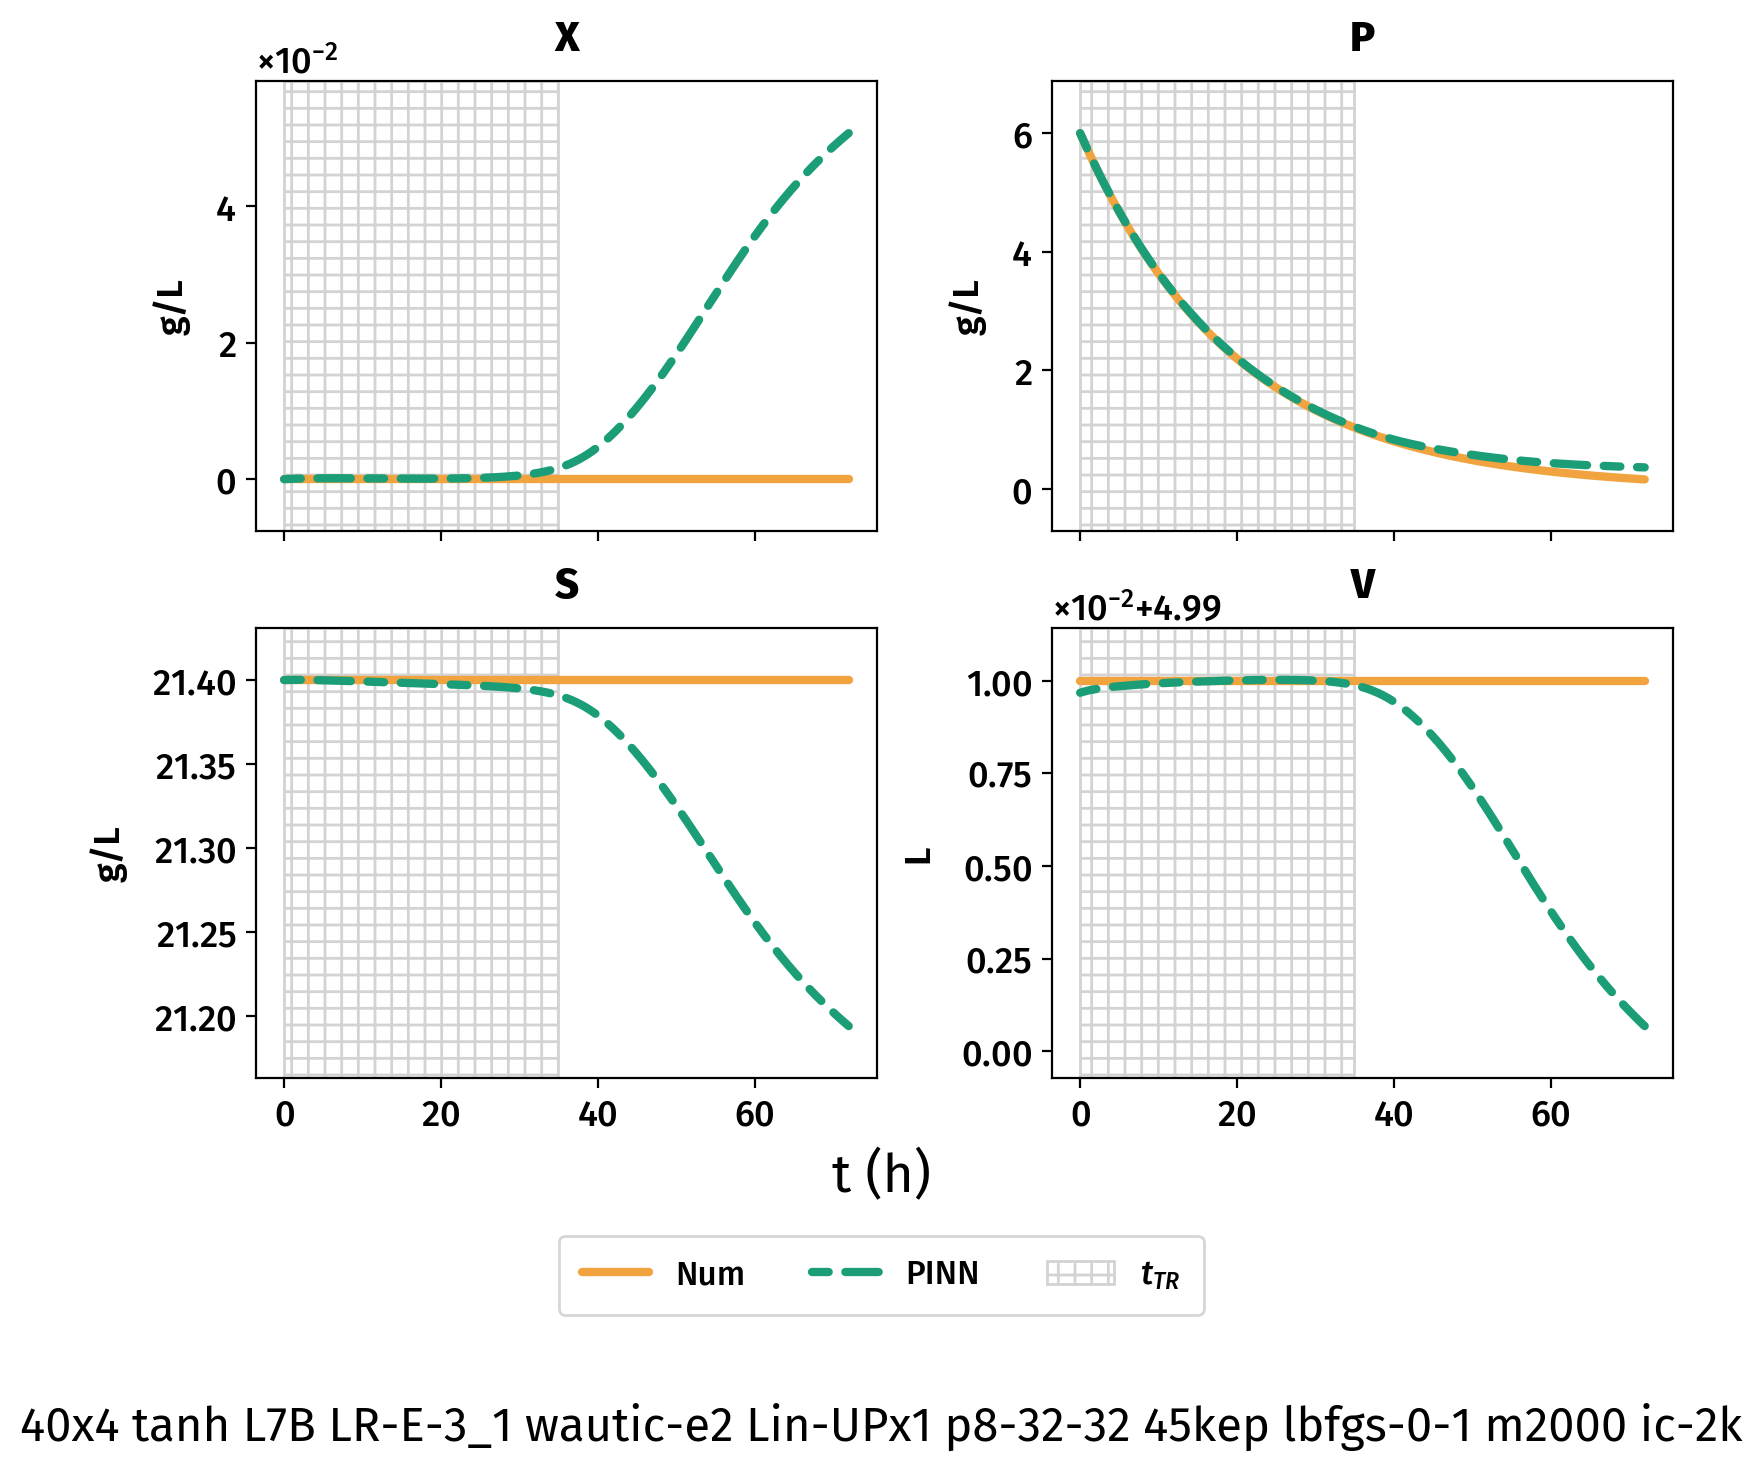 X
×10⁻²
g/L
4
2
0
P
g/L
6
4
2
0
S
g/L
21.40
21.35
21.30
21.25
21.20
0 20 40 60
V
×10⁻²+4.99
L
1.00
0.75
0.50
0.25
0.00
0 20 40 60
t (h)
Num PINN t_TR
40x4 tanh L7B LR-E-3_1 wautic-e2 Lin-UPx1 p8-32-32 45kep lbfgs-0-1 m2000 ic-2k